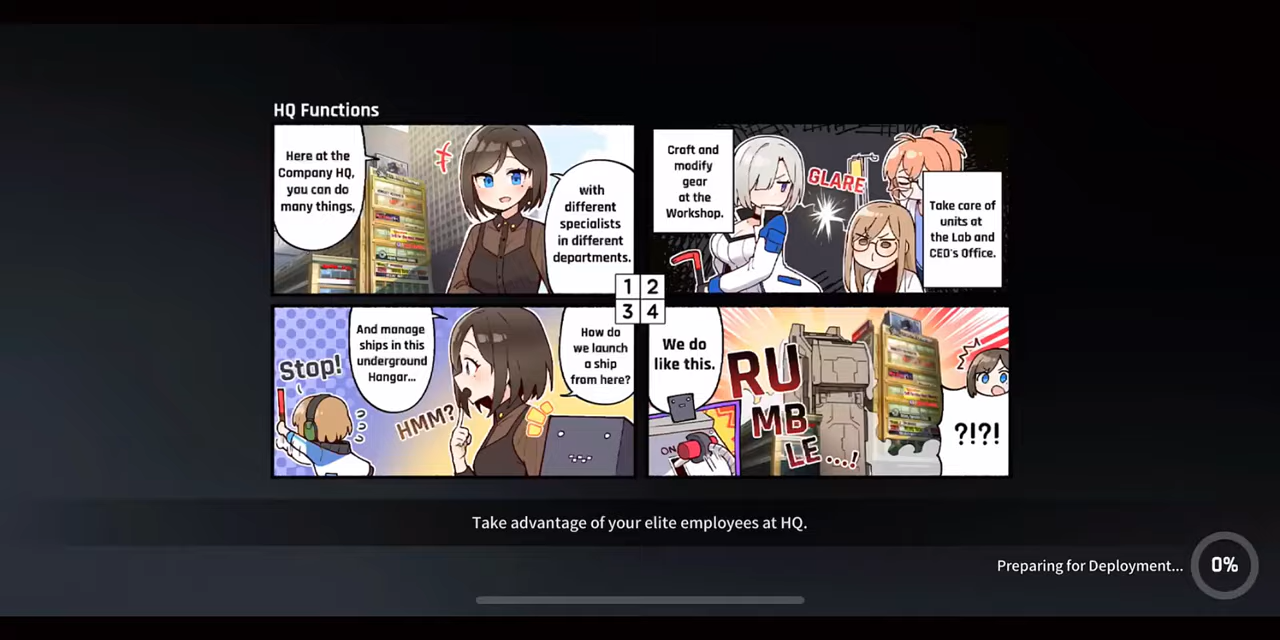 HQ Functions
Here at the
Company HQ,
you can do
many things,
with
different
specialists
in different
departments.
Craft and
modify
gear
at the
Workshop.
GLARE
Take care of
units at
the Lab and
CEO's Office.
1 2
3 4
Stop!
And manage
ships in this
underground
Hangar...
HMM?
How do
we launch
a ship
from here?
We do
like this.
ON
RU
MB
LE...!
?!?!
Take advantage of your elite employees at HQ.
Preparing for Deployment...
0%